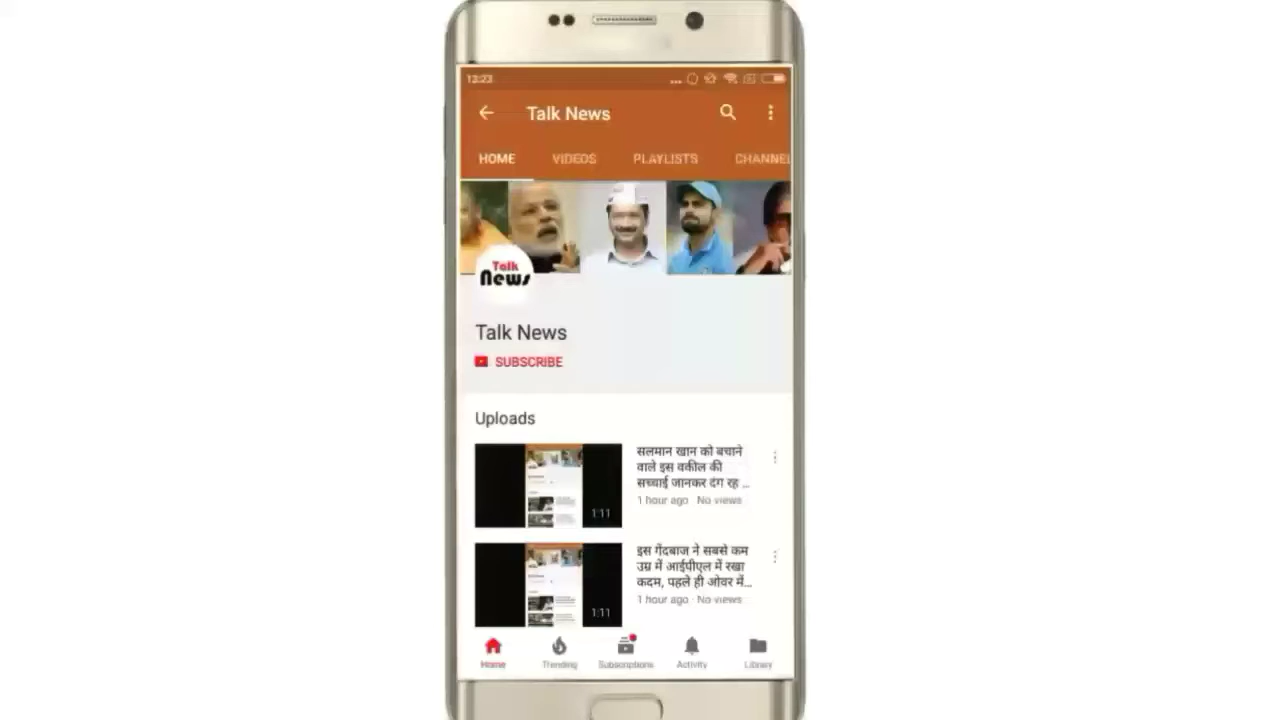 12:23
Talk News
HOME VIDEOS PLAYLISTS CHANNEL
Talk
News
Talk News
SUBSCRIBE
Uploads
सलमान खान को बचाने
वाले इस वकील की
सच्चाई जानकर दंग रह ...
1 hour ago · No views
1:11
इस गेंदबाज ने सबसे कम
उम्र में आईपीएल में रखा
कदम, पहले ही ओवर में...
1 hour ago · No views
1:11
Home Trending Subscriptions Activity Library